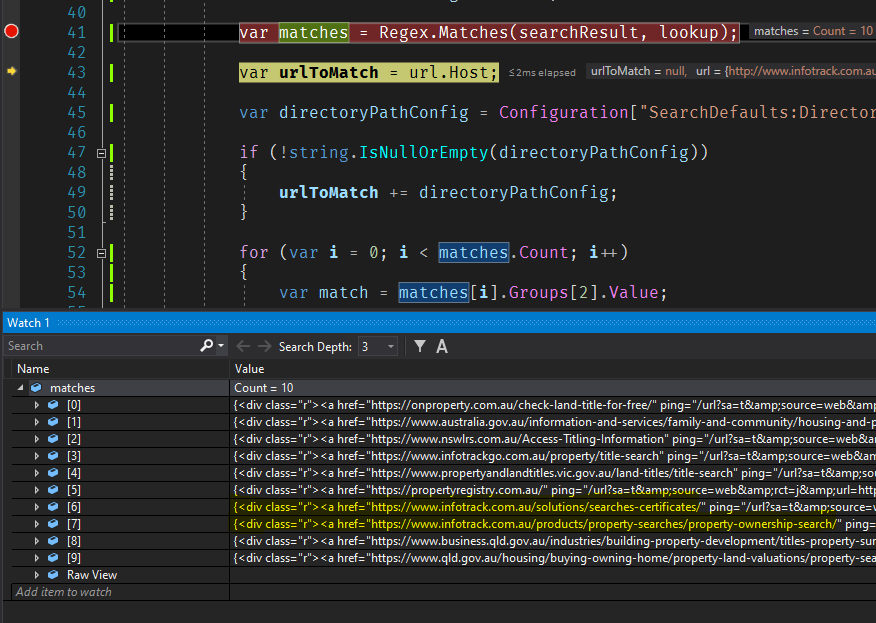 40
41 var matches = Regex.Matches(searchResult, lookup); matches = Count = 10
42
43 var urlToMatch = url.Host; ≤2ms elapsed urlToMatch = null, url = {http://www.infotrack.com.au
44
45 var directoryPathConfig = Configuration["SearchDefaults:Director
46
47 if (!string.IsNullOrEmpty(directoryPathConfig))
48 {
49 urlToMatch += directoryPathConfig;
50 }
51
52 for (var i = 0; i < matches.Count; i++)
53 {
54 var match = matches[i].Groups[2].Value;
Watch 1
Search Search Depth: 3 A
Name Value
matches Count = 10
[0] {<div class="r"><a href="https://onproperty.com.au/check-land-title-for-free/" ping="/url?sa=t&amp;source=web&amp
[1] {<div class="r"><a href="https://www.australia.gov.au/information-and-services/family-and-community/housing-and-p
[2] {<div class="r"><a href="https://www.nswlrs.com.au/Access-Titling-Information" ping="/url?sa=t&amp;source=web&a
[3] {<div class="r"><a href="https://www.infotrackgo.com.au/property/title-search" ping="/url?sa=t&amp;source=web&am
[4] {<div class="r"><a href="https://www.propertyandlandtitles.vic.gov.au/land-titles/title-search" ping="/url?sa=t&amp;sou
[5] {<div class="r"><a href="https://propertyregistry.com.au/" ping="/url?sa=t&amp;source=web&amp;rct=j&amp;url=http
[6] {<div class="r"><a href="https://www.infotrack.com.au/solutions/searches-certificates/" ping="/url?sa=t&amp;source=w
[7] {<div class="r"><a href="https://www.infotrack.com.au/products/property-searches/property-ownership-search/" ping=
[8] {<div class="r"><a href="https://www.business.qld.gov.au/industries/building-property-development/titles-property-sur
[9] {<div class="r"><a href="https://www.qld.gov.au/housing/buying-owning-home/property-land-valuations/property-sea
Raw View
Add item to watch